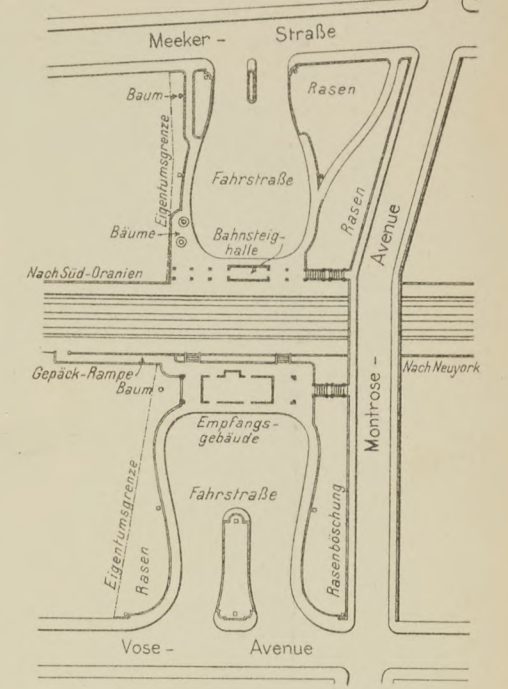 Meeker - Straße
Baum
Rasen
Eigentumsgrenze
Fahrstraße
Rasen
Avenue
Bäume
Bahnsteig-
halle
Nach Süd-Oranien
Gepäck-Rampe
Nach Neuyork
Baum
Montrose -
Empfangs-
gebäude
Eigentumsgrenze
Fahrstraße
Rasen
Rasenböschung
Vose - Avenue